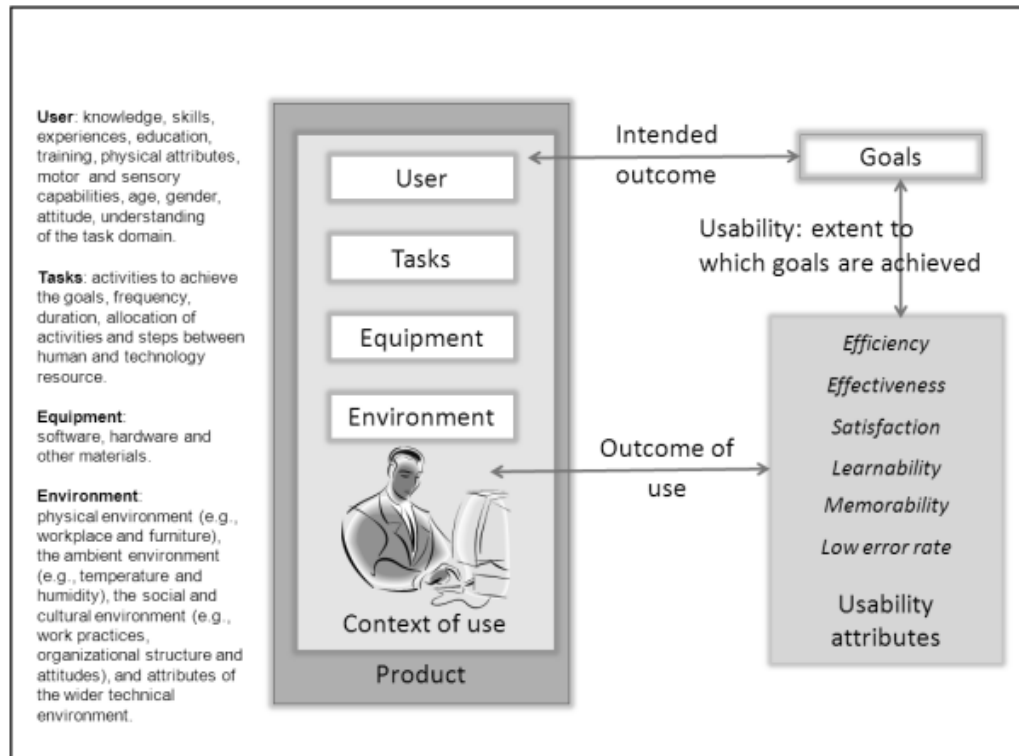 User: knowledge, skills,
experiences, education,
training, physical attributes,
motor and sensory
capabilities, age, gender,
attitude, understanding
of the task domain.
Tasks: activities to achieve
the goals, frequency,
duration, allocation of
activities and steps between
human and technology
resource.
Equipment:
software, hardware and
other materials.
Environment:
physical environment (e.g.,
workplace and furniture),
the ambient environment
(e.g., temperature and
humidity), the social and
cultural environment (e.g.,
work practices,
organizational structure and
attitudes), and attributes of
the wider technical
environment.
User
Tasks
Equipment
Environment
Context of use
Product
Intended
outcome
Goals
Usability: extent to
which goals are achieved
Outcome of
use
Efficiency
Effectiveness
Satisfaction
Learnability
Memorability
Low error rate
Usability
attributes